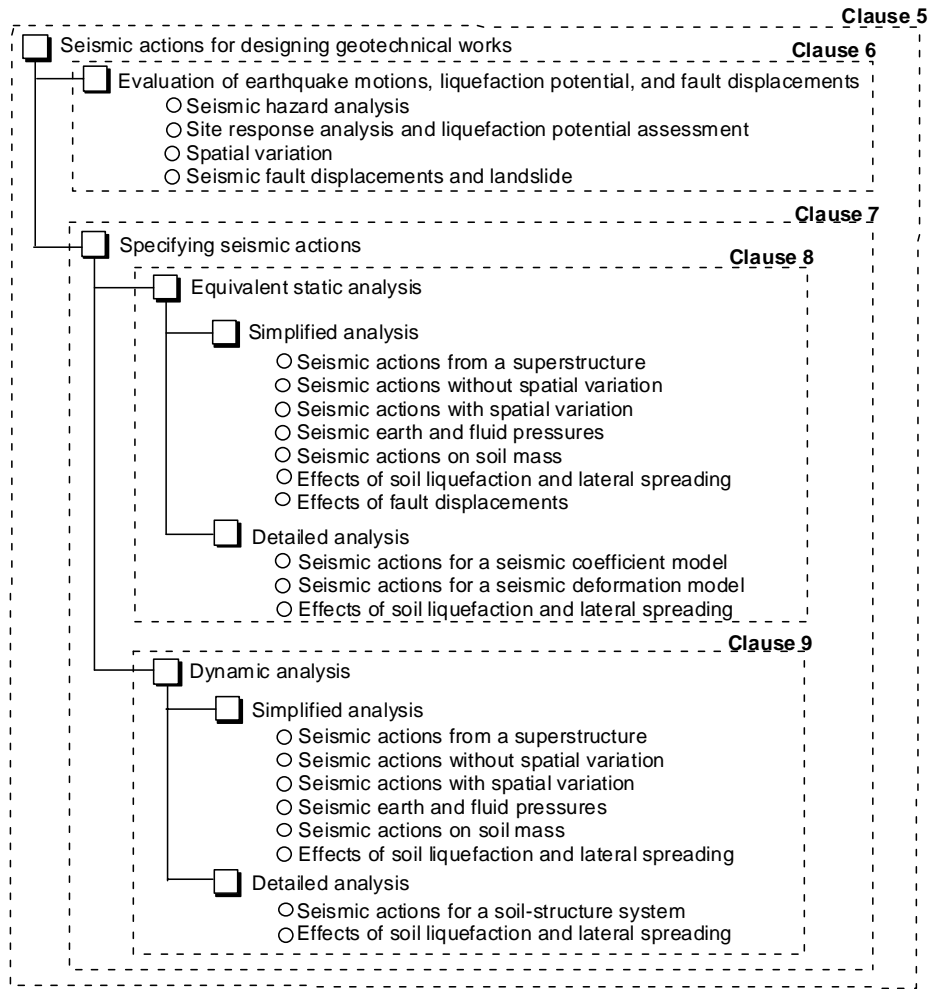 Clause 5
Seismic actions for designing geotechnical works
Clause 6
Evaluation of earthquake motions, liquefaction potential, and fault displacements
Seismic hazard analysis
Site response analysis and liquefaction potential assessment
Spatial variation
Seismic fault displacements and landslide
Clause 7
Specifying seismic actions
Clause 8
Equivalent static analysis
Simplified analysis
Seismic actions from a superstructure
Seismic actions without spatial variation
Seismic actions with spatial variation
Seismic earth and fluid pressures
Seismic actions on soil mass
Effects of soil liquefaction and lateral spreading
Effects of fault displacements
Detailed analysis
Seismic actions for a seismic coefficient model
Seismic actions for a seismic deformation model
Effects of soil liquefaction and lateral spreading
Clause 9
Dynamic analysis
Simplified analysis
Seismic actions from a superstructure
Seismic actions without spatial variation
Seismic actions with spatial variation
Seismic earth and fluid pressures
Seismic actions on soil mass
Effects of soil liquefaction and lateral spreading
Detailed analysis
Seismic actions for a soil-structure system
Effects of soil liquefaction and lateral spreading